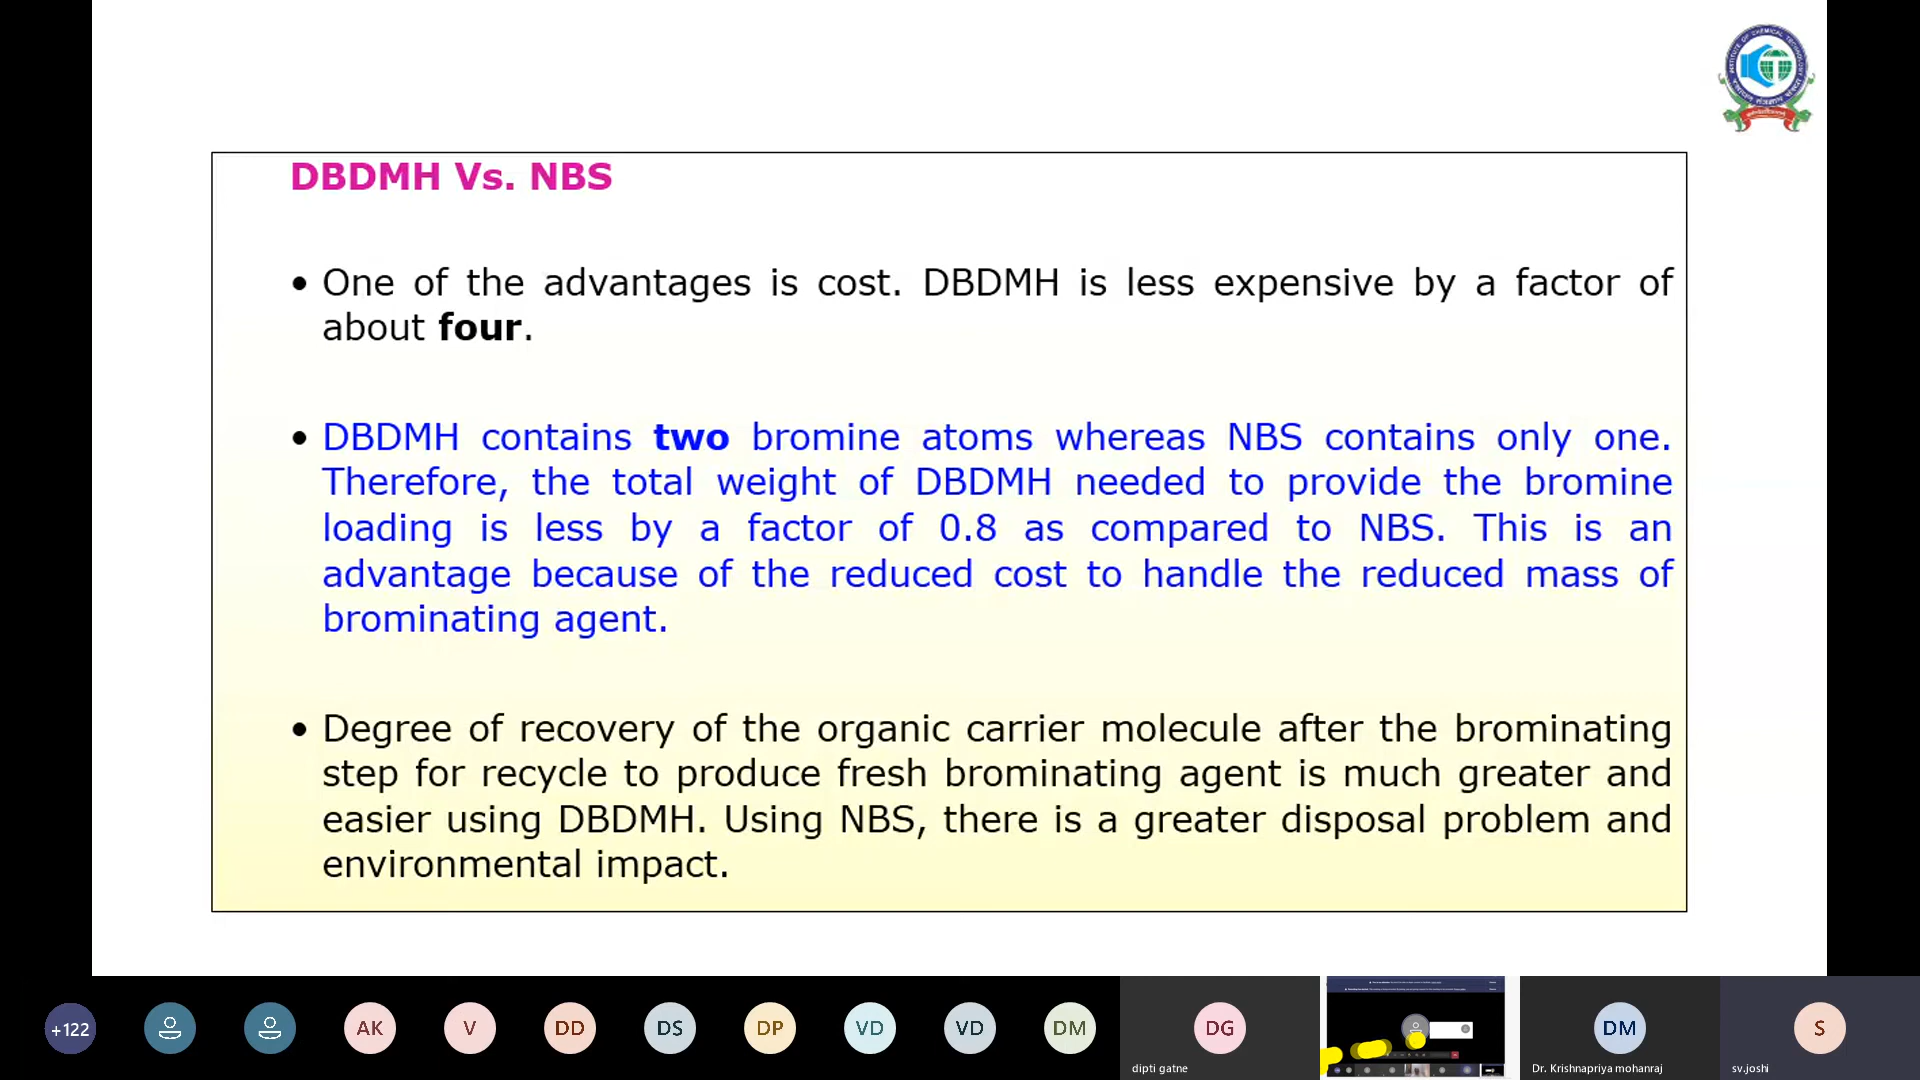 INSTITUTE OF CHEMICAL TECHNOLOGY
DBDMH Vs. NBS
• One of the advantages is cost. DBDMH is less expensive by a factor of
about four.
• DBDMH contains two bromine atoms whereas NBS contains only one.
Therefore, the total weight of DBDMH needed to provide the bromine
loading is less by a factor of 0.8 as compared to NBS. This is an
advantage because of the reduced cost to handle the reduced mass of
brominating agent.
• Degree of recovery of the organic carrier molecule after the brominating
step for recycle to produce fresh brominating agent is much greater and
easier using DBDMH. Using NBS, there is a greater disposal problem and
environmental impact.
+122
AK
V
DD
DS
DP
VD
VD
DM
DG
DM
S
dipti gatne
Dr. Krishnapriya mohanraj
sv.joshi